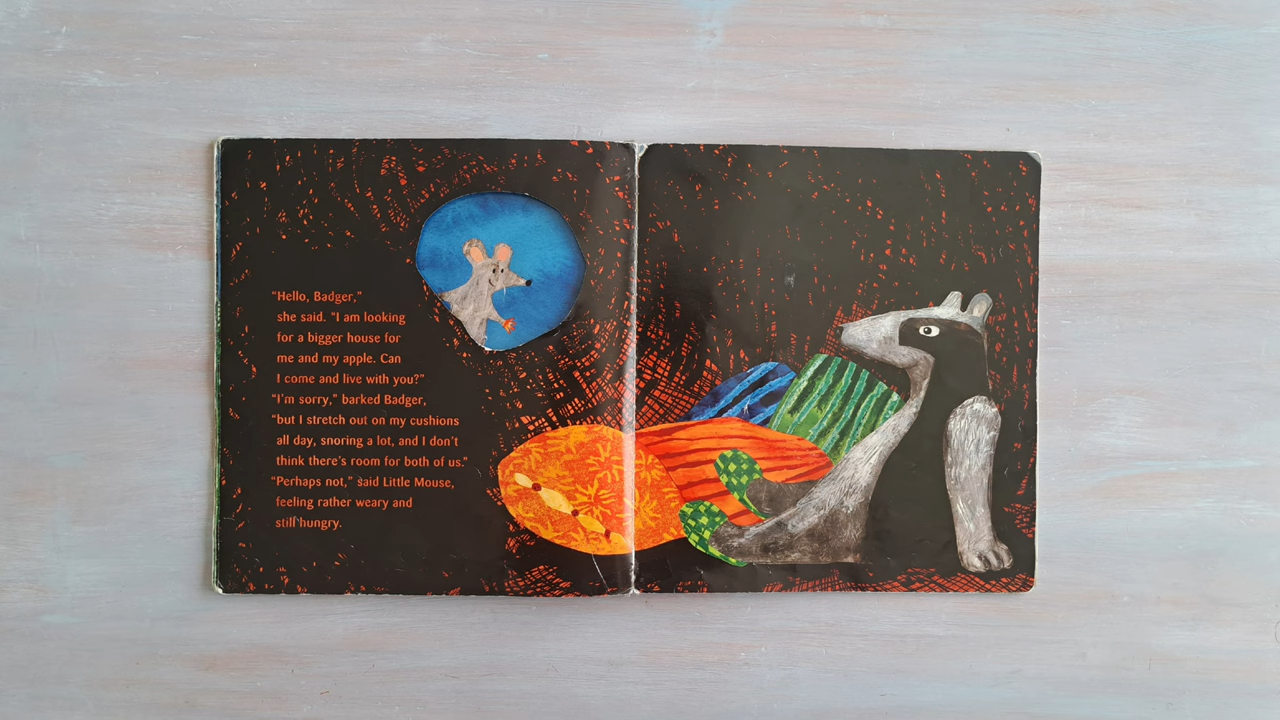 "Hello, Badger,"
she said. "I am looking
for a bigger house for
me and my apple. Can
I come and live with you?"
"I'm sorry," barked Badger,
"but I stretch out on my cushions
all day, snoring a lot, and I don't
think there's room for both of us."
"Perhaps not," said Little Mouse,
feeling rather weary and
still hungry.